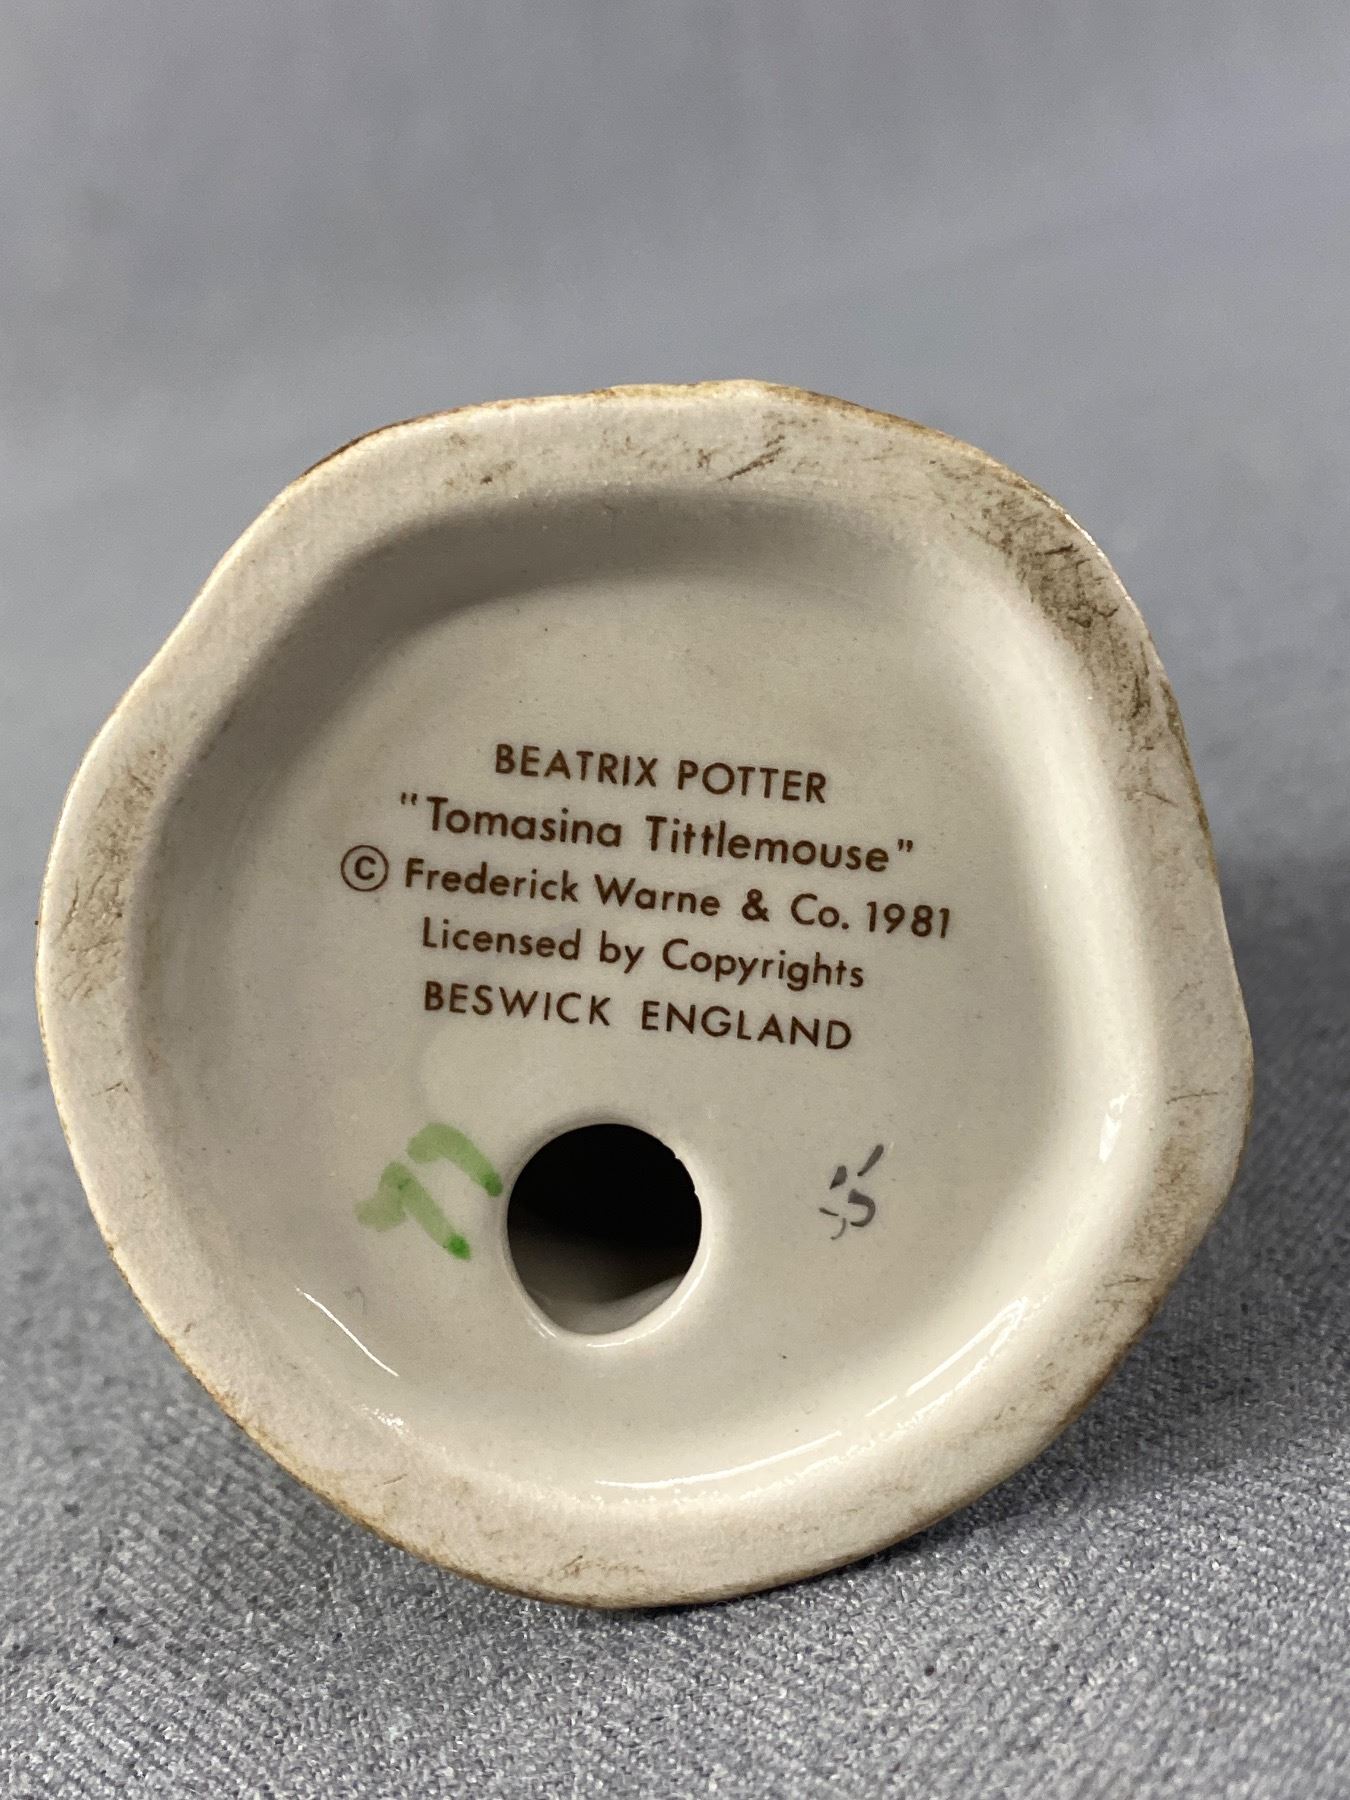 BEATRIX POTTER
"Tomasina Tittlemouse"
© Frederick Warne & Co. 1981
Licensed by Copyrights
BESWICK ENGLAND